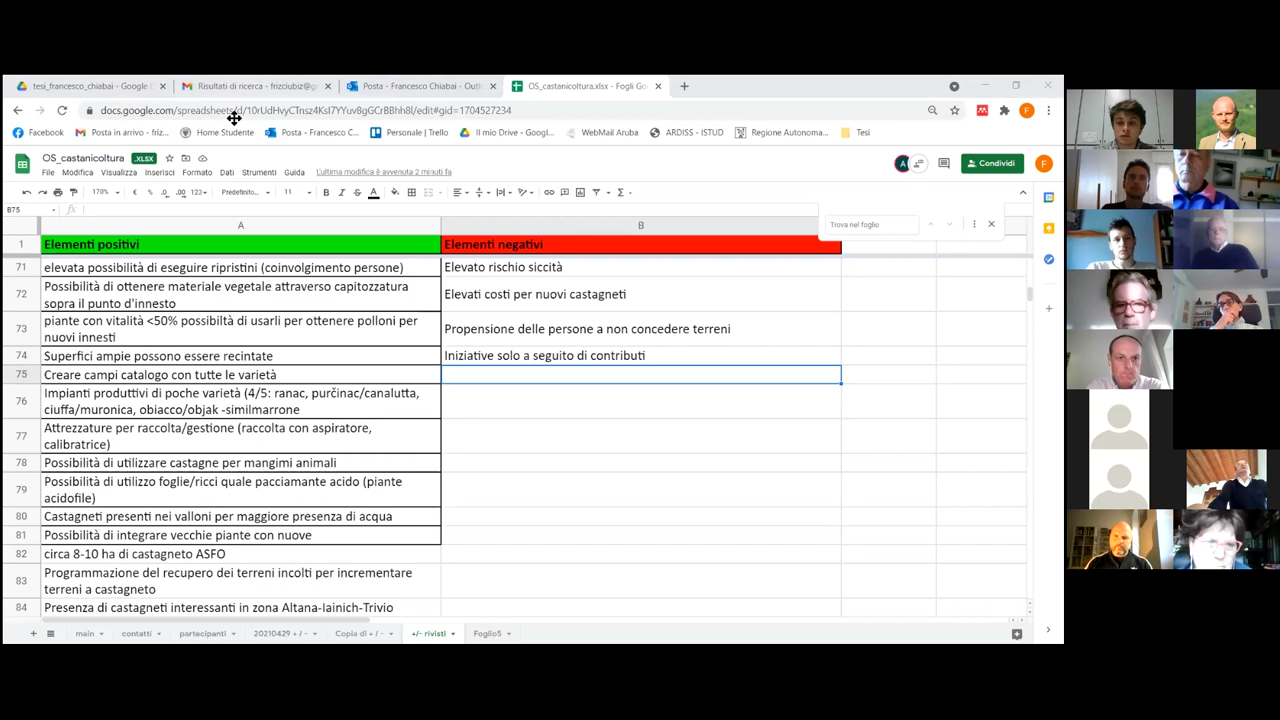 tesi_francesco_chiabai - Google
Risultati di ricerca - frizciubiz@g
Posta - Francesco Chiabai - Outl
OS_castanicoltura.xlsx - Fogli Go
docs.google.com/spreadsheets/d/10rUdHvyCTnsz4KsI7YYuv8gGCrBBhh8l/edit#gid=1704527234
Facebook
Posta in arrivo - friz...
Home Studente
Posta - Francesco C...
Personale | Trello
Il mio Drive - Googl...
WebMail Aruba
ARDISS - ISTUD
Regione Autonoma...
Tesi
OS_castanicoltura .XLSX
File Modifica Visualizza Inserisci Formato Dati Strumenti Guida L'ultima modifica è avvenuta 2 minuti fa
A
Condividi
F
170% € % .0 .00 123 Predefinito... 11 B I S A
B75 fx
Trova nel foglio
A B
1 Elementi positivi Elementi negativi
71 elevata possibilità di eseguire ripristini (coinvolgimento persone) Elevato rischio siccità
72 Possibilità di ottenere materiale vegetale attraverso capitozzatura
sopra il punto d'innesto Elevati costi per nuovi castagneti
73 piante con vitalità <50% possibiltà di usarli per ottenere polloni per
nuovi innesti Propensione delle persone a non concedere terreni
74 Superfici ampie possono essere recintate Iniziative solo a seguito di contributi
75 Creare campi catalogo con tutte le varietà
76 Impianti produttivi di poche varietà (4/5: ranac, purčinac/canalutta,
ciuffa/muronica, obiacco/objak -similmarrone
77 Attrezzature per raccolta/gestione (raccolta con aspiratore,
calibratrice)
78 Possibilità di utilizzare castagne per mangimi animali
79 Possibilità di utilizzo foglie/ricci quale pacciamante acido (piante
acidofile)
80 Castagneti presenti nei valloni per maggiore presenza di acqua
81 Possibilità di integrare vecchie piante con nuove
82 circa 8-10 ha di castagneto ASFO
83 Programmazione del recupero dei terreni incolti per incrementare
terreni a castagneto
84 Presenza di castagneti interessanti in zona Altana-Iainich-Trivio
main contatti partecipanti 20210429 + / - Copia di + / - +/- rivisti Foglio5